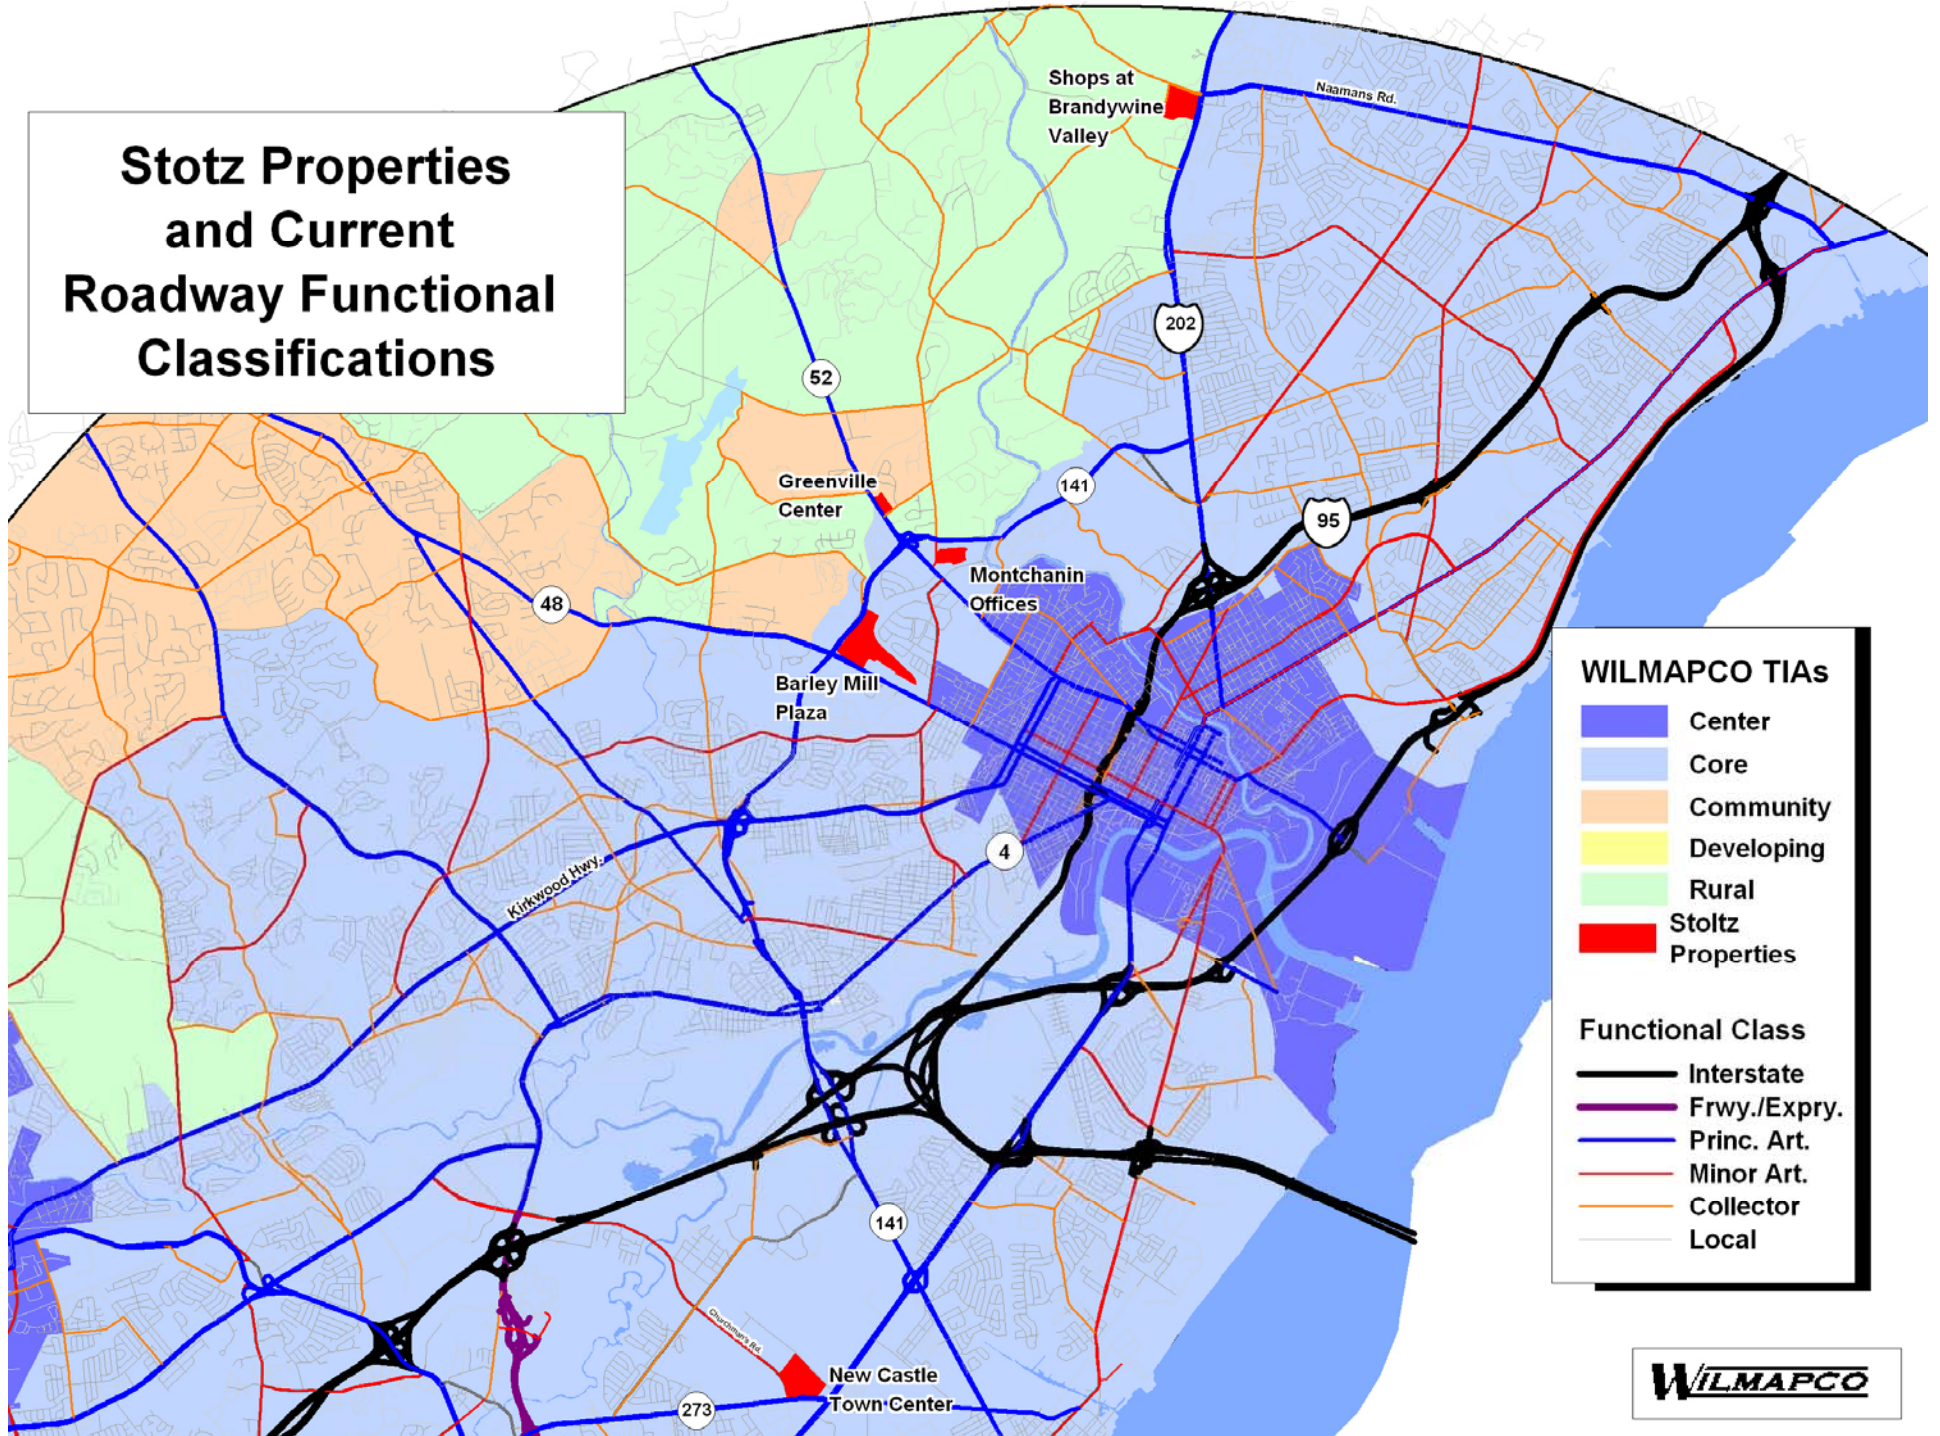 Stotz Properties
and Current
Roadway Functional
Classifications
Shops at
Brandywine
Valley
Naamans Rd.
202
52
Greenville
Center
141
95
Montchanin
Offices
48
Barley Mill
Plaza
4
Kirkwood Hwy.
141
Churchman's Rd.
New Castle
Town Center
273
WILMAPCO TIAs
Center
Core
Community
Developing
Rural
Stoltz
Properties
Functional Class
Interstate
Frwy./Expry.
Princ. Art.
Minor Art.
Collector
Local
WILMAPCO